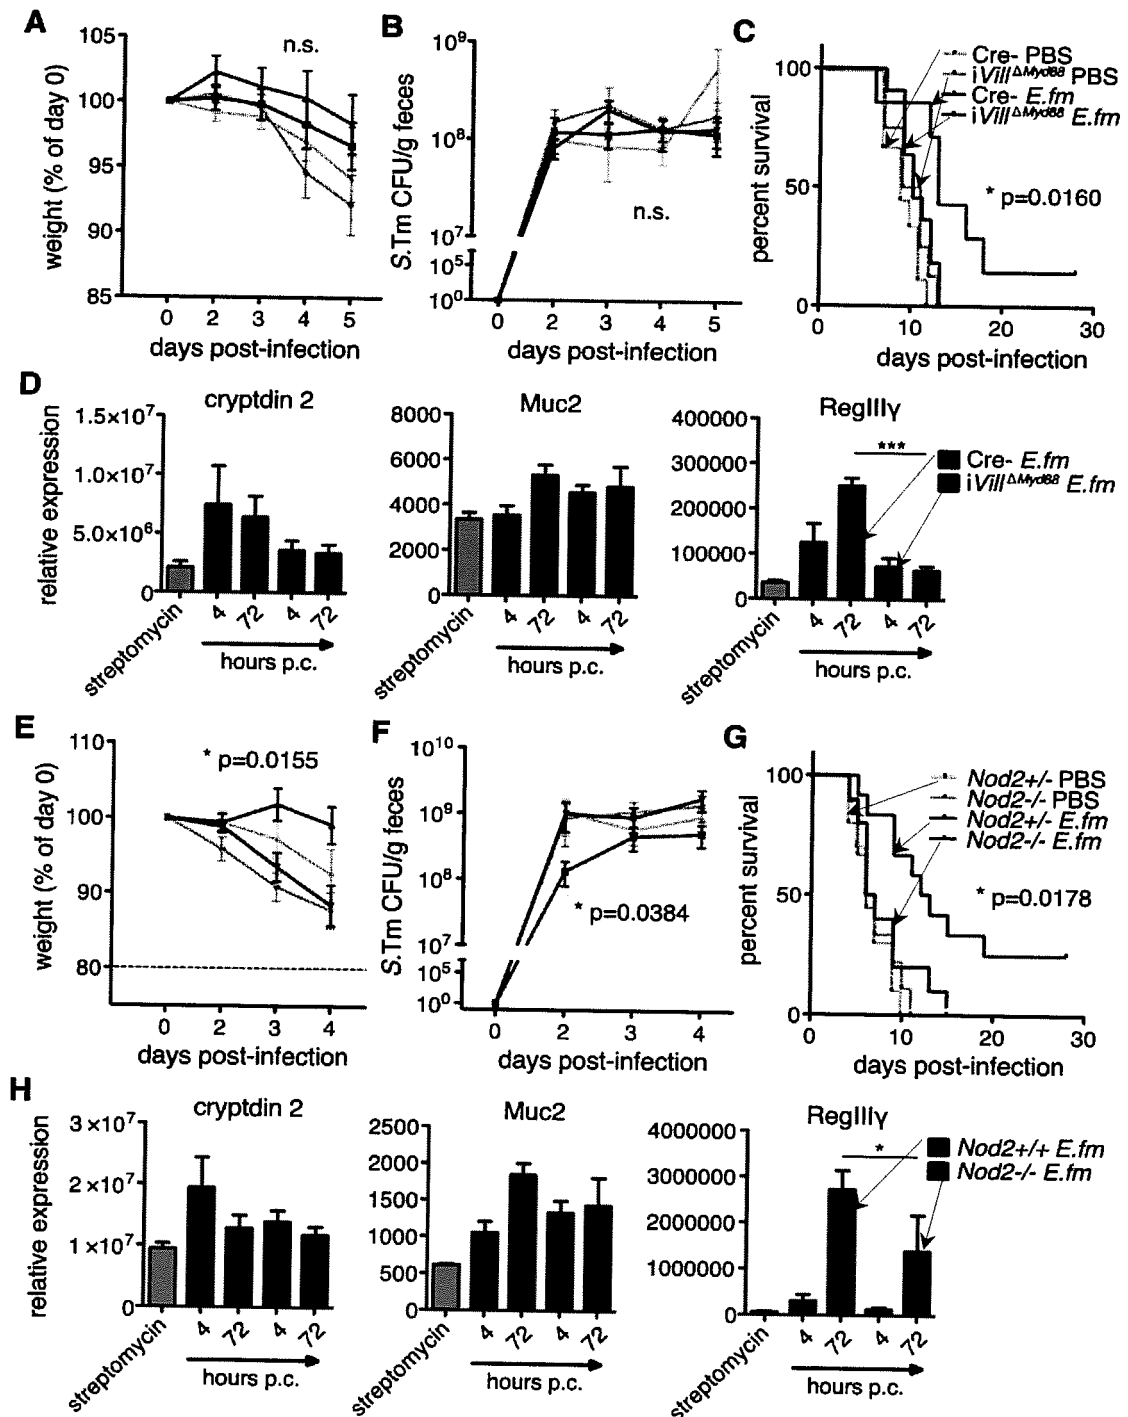 A
105
100
95
90
85
weight (% of day 0)
n.s.
0 2 3 4 5
days post-infection
B
10⁹
10⁸
10⁷
10⁵
10⁰
S.Tm CFU/g feces
n.s.
0 2 3 4 5
days post-infection
C
100
50
0
percent survival
Cre- PBS
iVill ΔMyd88 PBS
Cre- E.fm
iVill ΔMyd88 E.fm
* p=0.0160
0 10 20 30
days post-infection
D
cryptdin 2
1.5×10⁷
1.0×10⁷
5.0×10⁶
0
relative expression
streptomycin 4 72 4 72
hours p.c.
Muc2
8000
6000
4000
2000
0
streptomycin 4 72 4 72
hours p.c.
RegIIIγ
400000
300000
200000
100000
0
***
Cre- E.fm
iVill ΔMyd88 E.fm
streptomycin 4 72 4 72
hours p.c.
E
110
100
90
80
weight (% of day 0)
* p=0.0155
0 2 3 4
days post-infection
F
10¹⁰
10⁹
10⁸
10⁷
10⁵
10⁰
S.Tm CFU/g feces
* p=0.0384
0 2 3 4
days post-infection
G
100
50
0
percent survival
Nod2+/- PBS
Nod2-/- PBS
Nod2+/- E.fm
Nod2-/- E.fm
* p=0.0178
0 10 20 30
days post-infection
H
cryptdin 2
3×10⁷
2×10⁷
1×10⁷
0
relative expression
streptomycin 4 72 4 72
hours p.c.
Muc2
2500
2000
1500
1000
500
0
streptomycin 4 72 4 72
hours p.c.
RegIIIγ
4000000
3000000
2000000
1000000
0
*
Nod2+/+ E.fm
Nod2-/- E.fm
streptomycin 4 72 4 72
hours p.c.